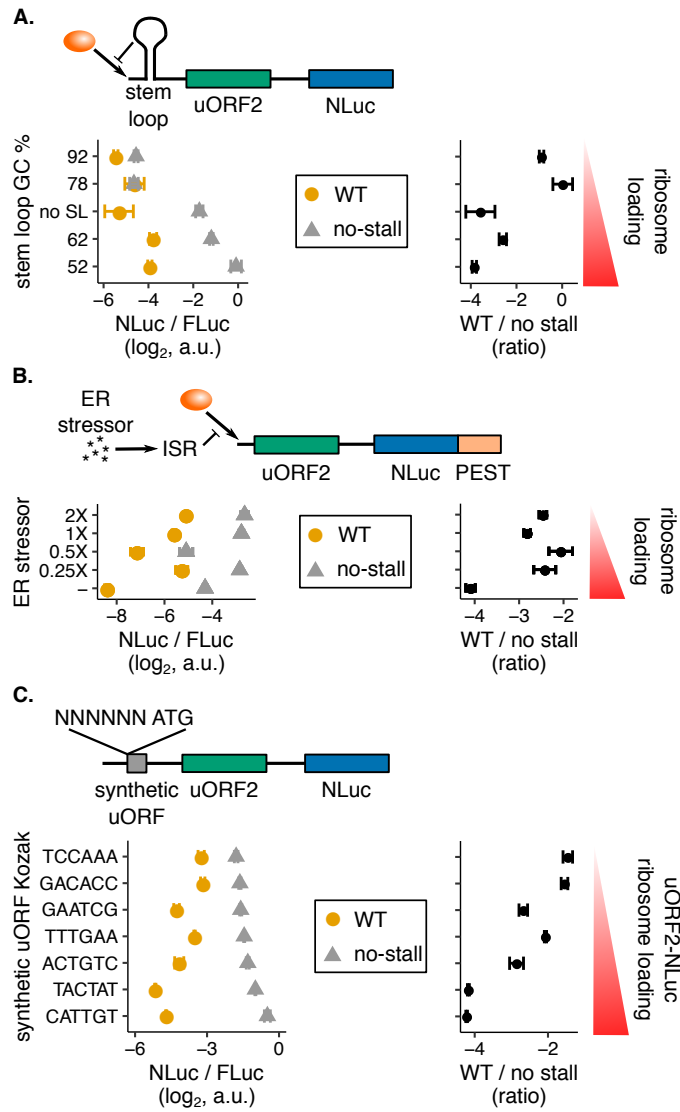 A.
stem
loop
uORF2
NLuc
stem loop GC %
92
78
no SL
62
52
−6
−4
−2
0
NLuc / FLuc
(log2, a.u.)
WT
no-stall
−4
−2
0
WT / no stall
(ratio)
ribosome
loading
B.
ER
stressor
ISR
uORF2
NLuc
PEST
ER stressor
2X
1X
0.5X
0.25X
−
−8
−6
−4
NLuc / FLuc
(log2, a.u.)
WT
no-stall
−4
−3
−2
WT / no stall
(ratio)
ribosome
loading
C.
NNNNNN ATG
synthetic
uORF
uORF2
NLuc
synthetic uORF Kozak
TCCAAA
GACACC
GAATCG
TTTGAA
ACTGTC
TACTAT
CATTGT
−6
−3
0
NLuc / FLuc
(log2, a.u.)
WT
no-stall
−4
−2
WT / no stall
(ratio)
uORF2-NLuc
ribosome loading